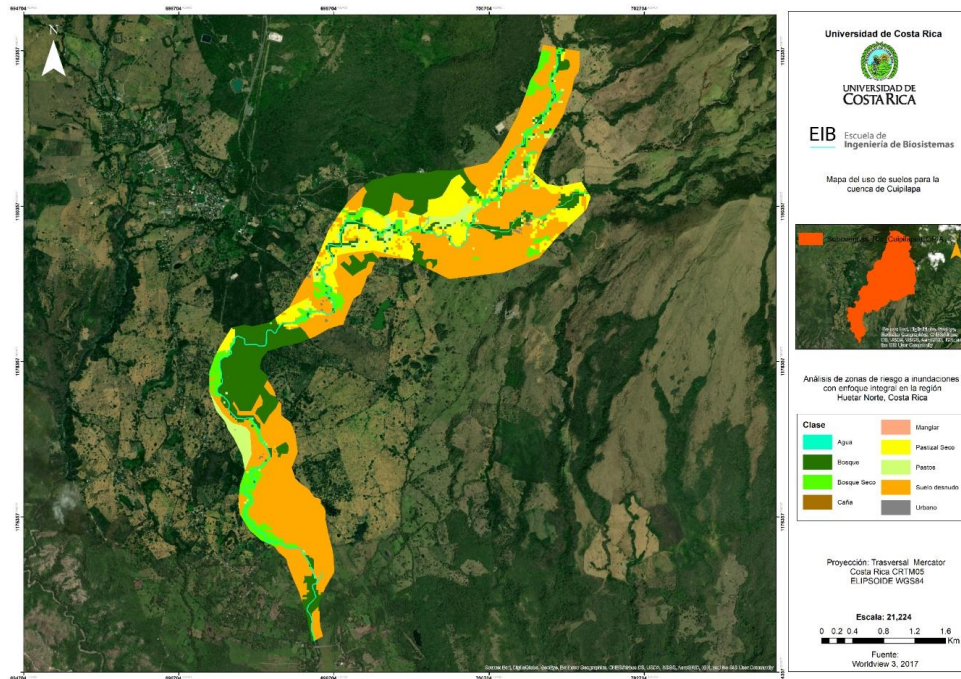 N
Universidad de Costa Rica
UNIVERSIDAD DE
COSTA RICA
EIB Escuela de
Ingeniería de Biosistemas
Mapa del uso de suelos para la
cuenca de Cuipilapa
Análisis de zonas de riesgo a inundaciones
con enfoque integral en la región
Huetar Norte, Costa Rica
Clase
Agua
Bosque
Bosque Seco
Caña
Manglar
Pastizal Seco
Pastos
Suelo desnudo
Urbano
Proyección: Trasversal Mercator
Costa Rica CRTM05
ELIPSOIDE WGS84
Escala: 21,224
0 0.2 0.4 0.8 1.2 1.6
Km
Fuente:
Worldview 3, 2017